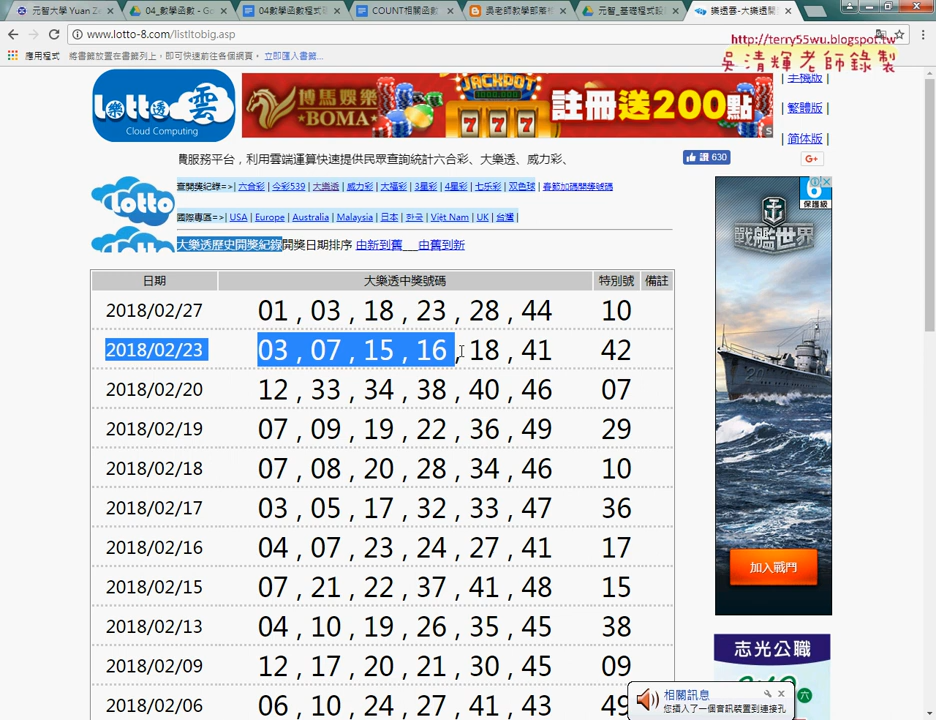 元智大學 Yuan Z
04_數學函數 - Go
04數學函數程式
COUNT相關函數
吳老師教學部落格
元智_基礎程式設
樂透雲-大樂透開
www.lotto-8.com/listltobig.asp
http://terry55wu.blogspot.tw
吳清輝老師錄製
應用程式 將書籤放置在書籤列上，即可快速前往各個網頁。 立即匯入書籤...
Lotto 樂透雲
Cloud Computing
博馬娛樂
BOMA
JACKPOT
777
註冊送200點
| 手機版 |
| 繁體版 |
| 简体版 |
費服務平台，利用雲端運算快速提供民眾查詢統計六合彩、大樂透、威力彩、
讚 630
G+
Lotto
查開獎紀錄=>| 六合彩 | 今彩539 | 大樂透 | 威力彩 | 大福彩 | 3星彩 | 4星彩 | 七乐彩 | 双色球 | 春節加碼開獎號碼
國際專區=>| USA | Europe | Australia | Malaysia | 日本 | 한국 | Việt Nam | UK | 台灣 |
大樂透歷史開獎紀錄開獎日期排序 由新到舊___由舊到新
日期 大樂透中獎號碼 特別號 備註
2018/02/27 01 , 03 , 18 , 23 , 28 , 44 10
2018/02/23 03 , 07 , 15 , 16 , 18 , 41 42
2018/02/20 12 , 33 , 34 , 38 , 40 , 46 07
2018/02/19 07 , 09 , 19 , 22 , 36 , 49 29
2018/02/18 07 , 08 , 20 , 28 , 34 , 46 10
2018/02/17 03 , 05 , 17 , 32 , 33 , 47 36
2018/02/16 04 , 07 , 23 , 24 , 27 , 41 17
2018/02/15 07 , 21 , 22 , 37 , 41 , 48 15
2018/02/13 04 , 10 , 19 , 26 , 35 , 45 38
2018/02/09 12 , 17 , 20 , 21 , 30 , 45 09
2018/02/06 06 , 10 , 24 , 27 , 41 , 43 49
6
保護級
戰艦世界
加入戰鬥
志光公職
相關訊息
您插入了一個音訊裝置到連接孔